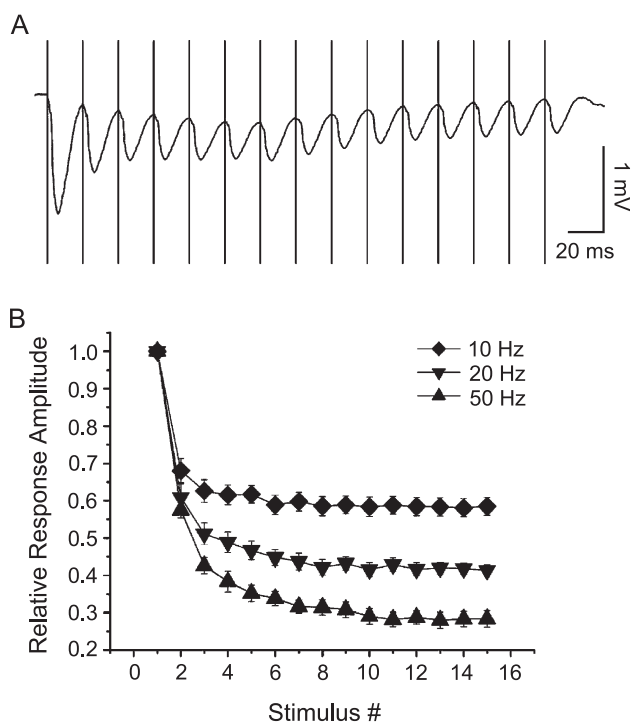 A
1 mV
20 ms
B
10 Hz
20 Hz
50 Hz
1.0
0.9
0.8
0.7
0.6
0.5
0.4
0.3
0.2
Relative Response Amplitude
0 2 4 6 8 10 12 14 16
Stimulus #